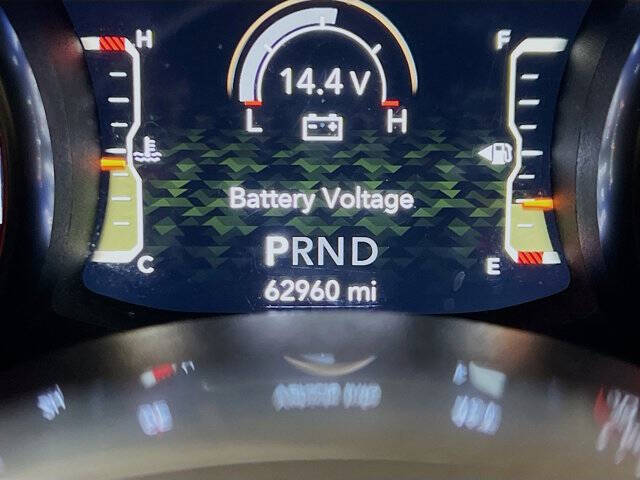 H F
14.4 V
L H
Battery Voltage
PRND
C E
62960 mi